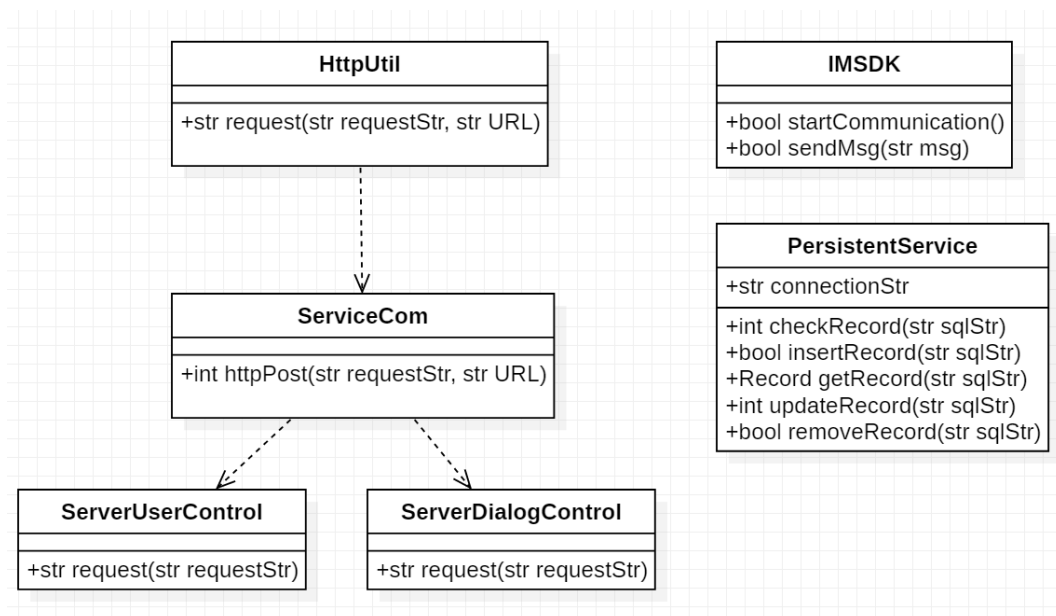 HttpUtil
+str request(str requestStr, str URL)
IMSDK
+bool startCommunication()
+bool sendMsg(str msg)
PersistentService
+str connectionStr
+int checkRecord(str sqlStr)
+bool insertRecord(str sqlStr)
+Record getRecord(str sqlStr)
+int updateRecord(str sqlStr)
+bool removeRecord(str sqlStr)
ServiceCom
+int httpPost(str requestStr, str URL)
ServerUserControl
+str request(str requestStr)
ServerDialogControl
+str request(str requestStr)